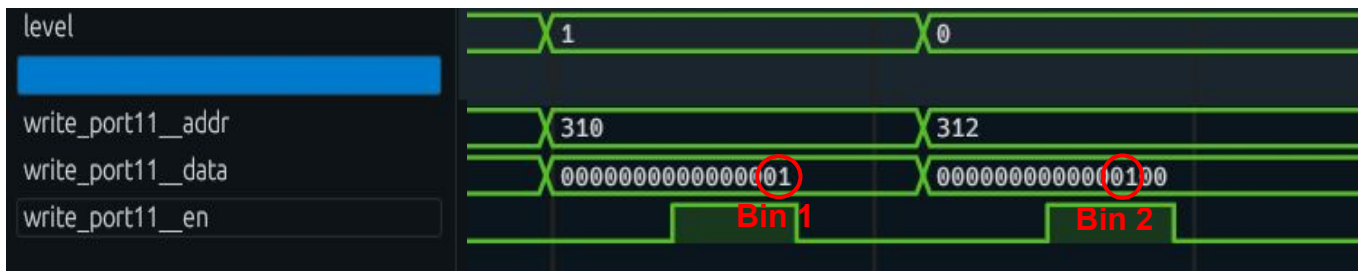 level 1 0
write_port11__addr 310 312
write_port11__data 0000000000000001 0000000000000100
write_port11__en Bin 1 Bin 2